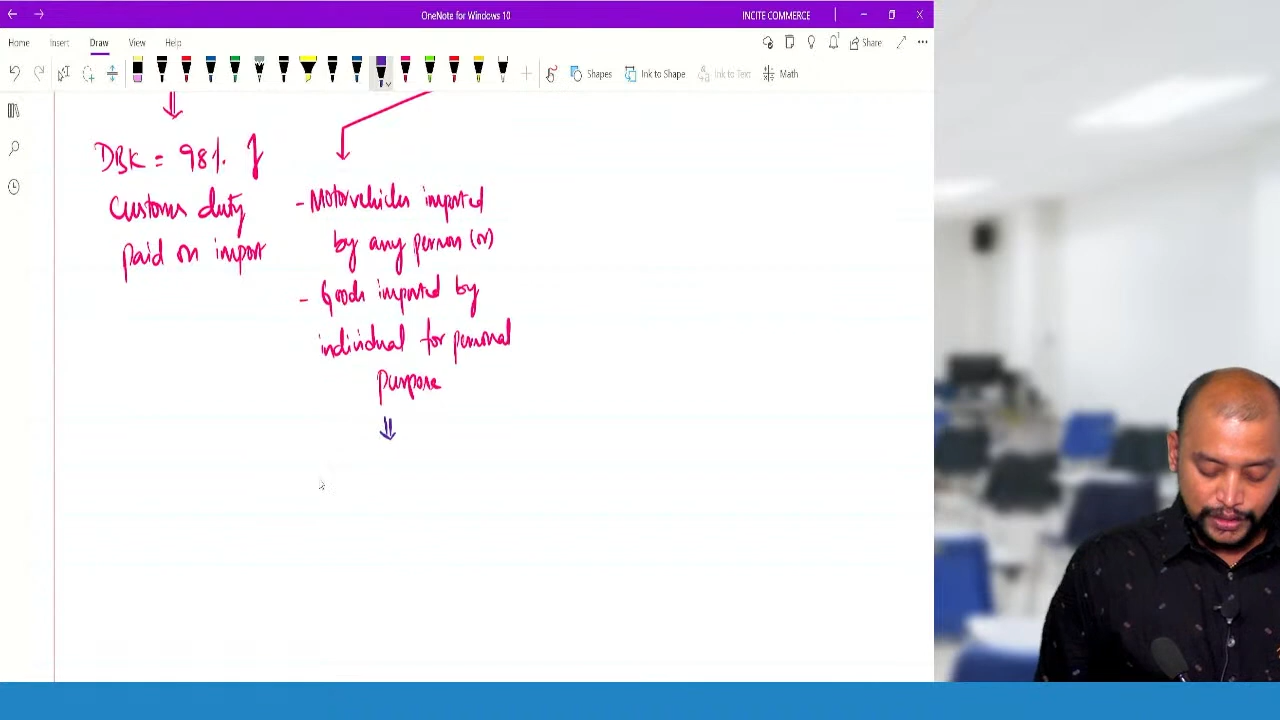 OneNote for Windows 10
INCITE COMMERCE
Home Insert Draw View Help
Share
Shapes
Ink to Shape
Ink to Text
Math
DBK = 98% of
Customs duty
paid on import
- Motorvehicles imported
by any person (or)
- Goods imported by
individual for personal
purpose